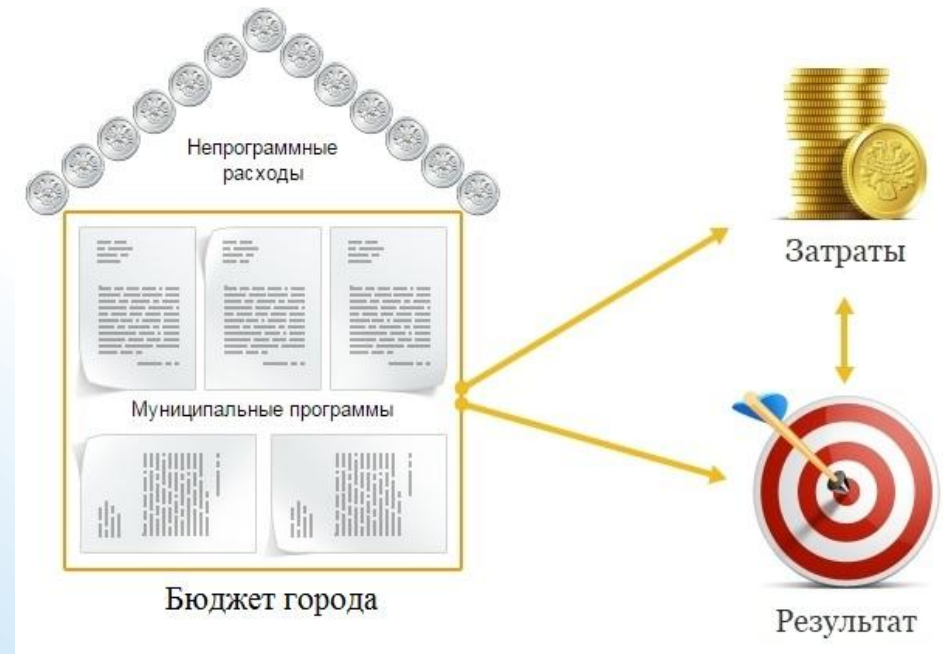 Непрограммные
расходы
Муниципальные программы
Бюджет города
Затраты
Результат